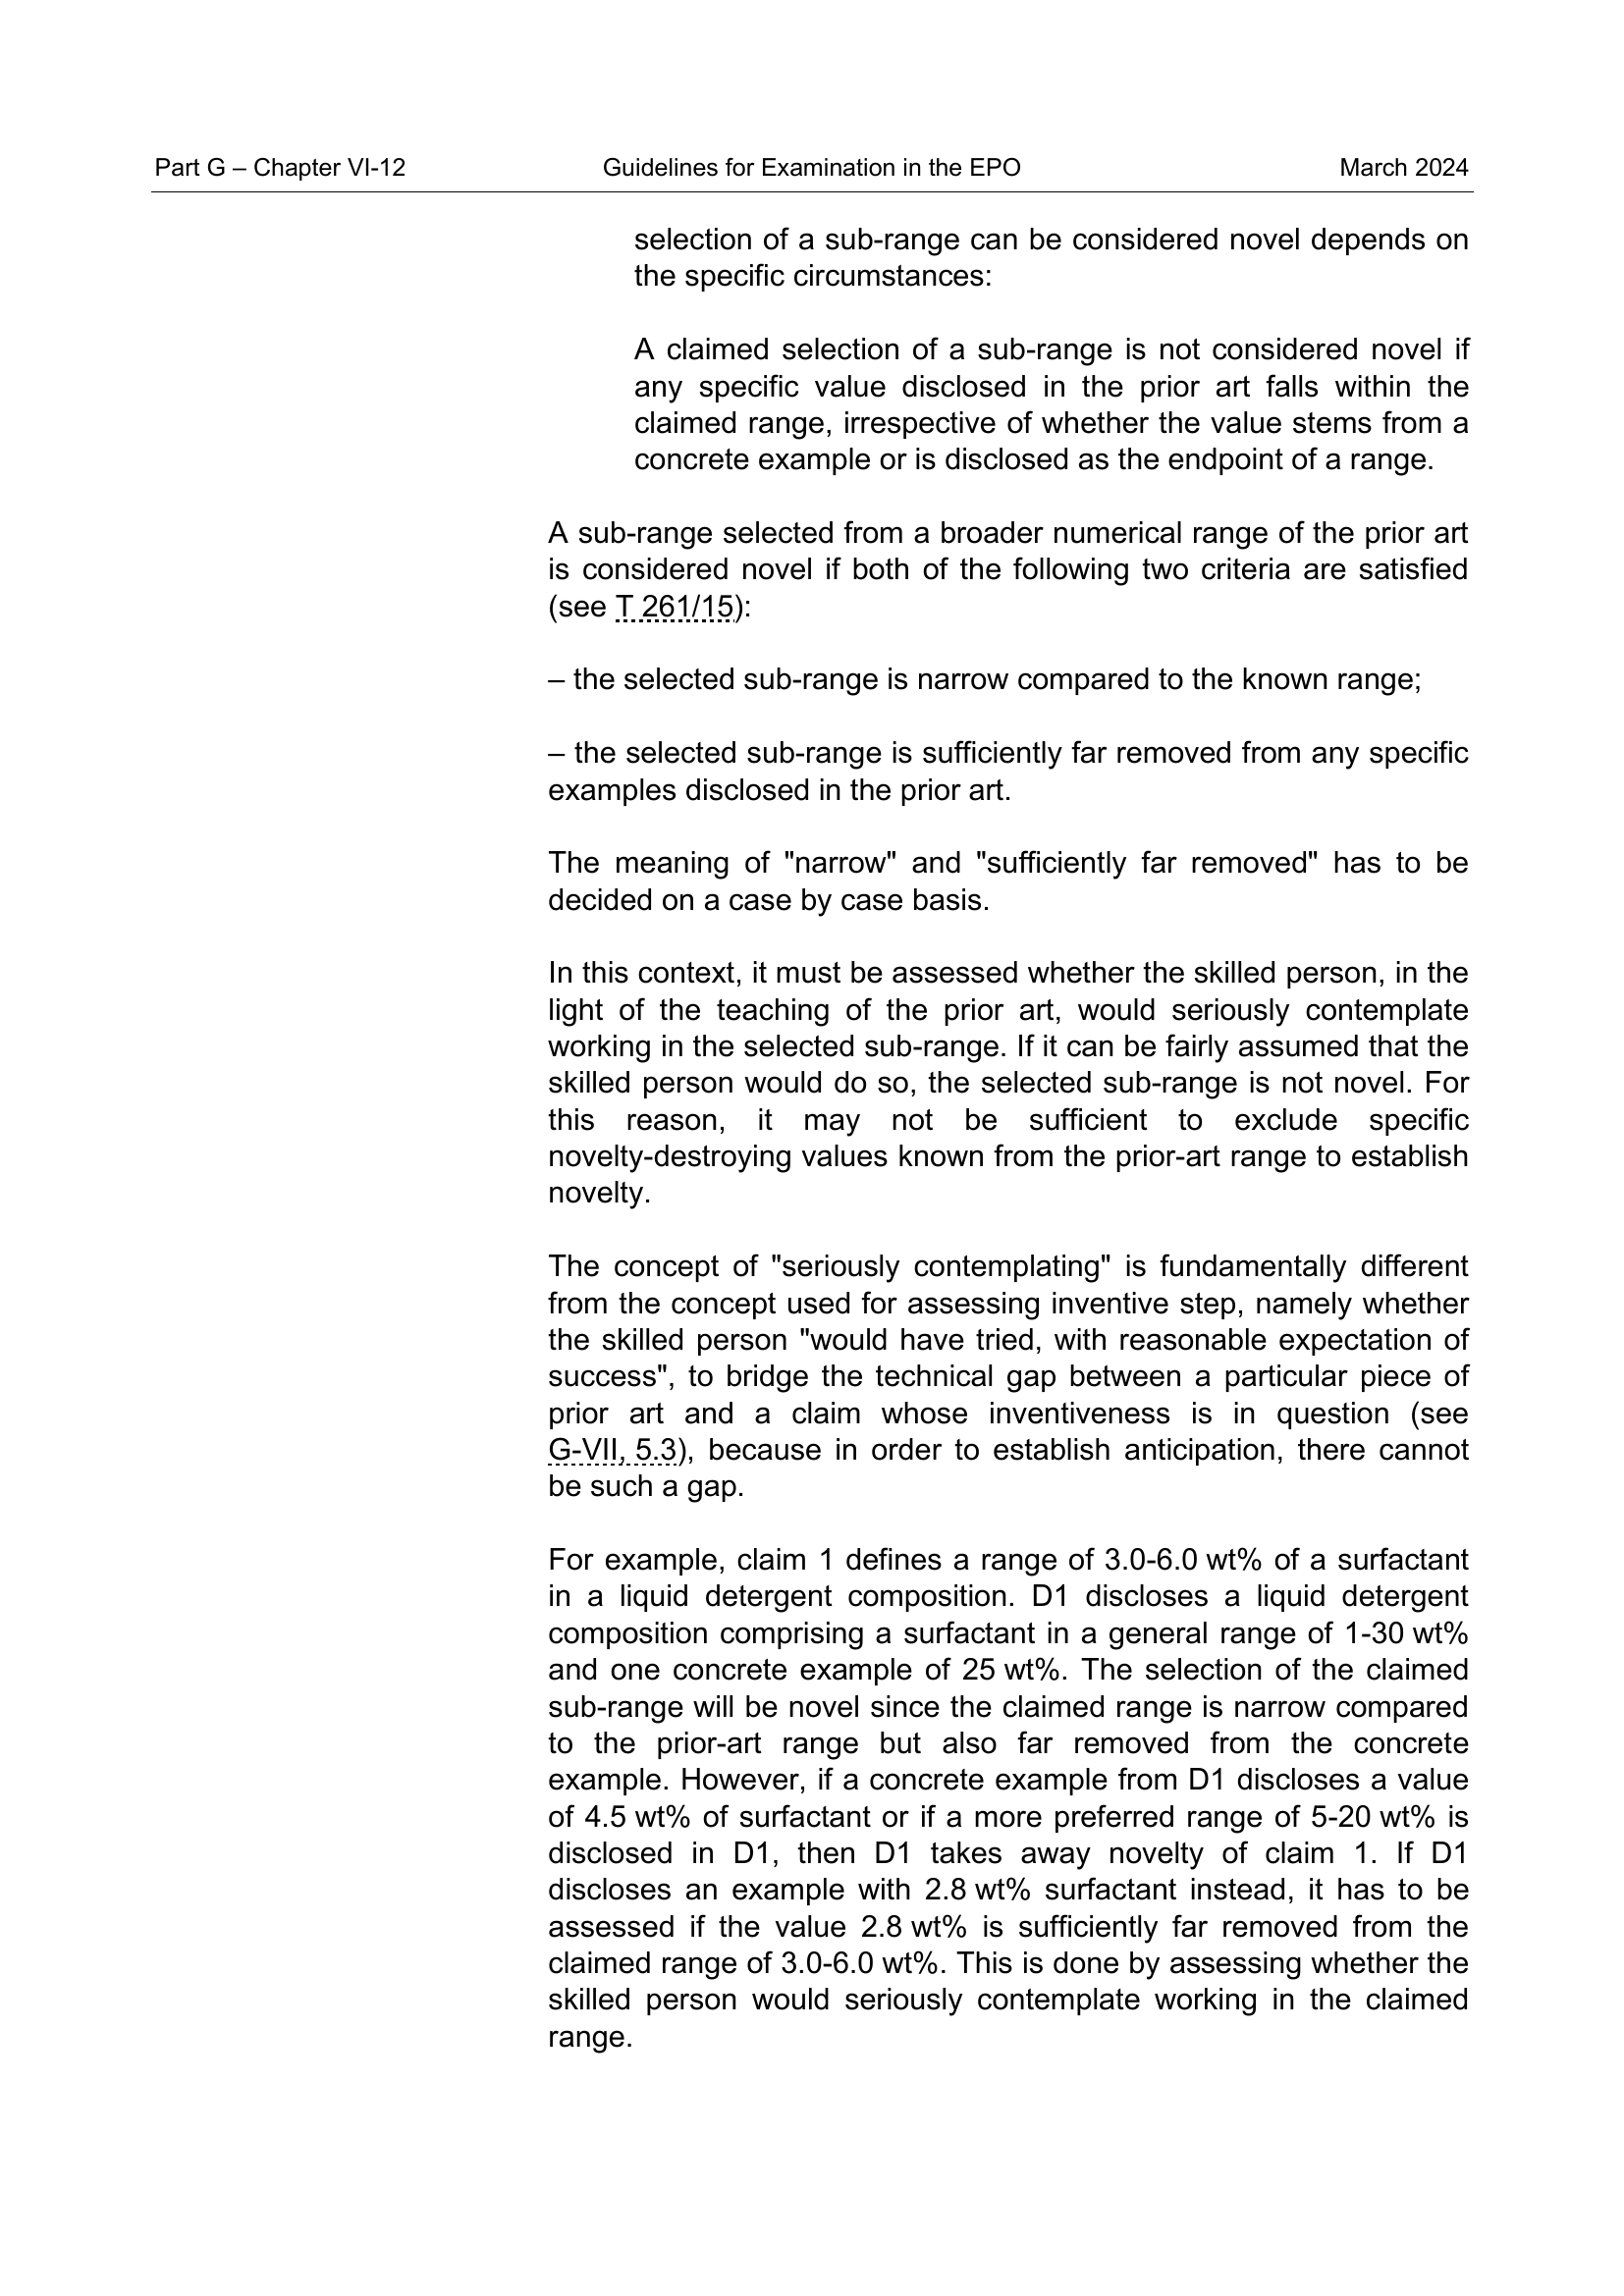 Part G – Chapter VI-12 Guidelines for Examination in the EPO March 2024
selection of a sub-range can be considered novel depends on
the specific circumstances:
A claimed selection of a sub-range is not considered novel if
any specific value disclosed in the prior art falls within the
claimed range, irrespective of whether the value stems from a
concrete example or is disclosed as the endpoint of a range.
A sub-range selected from a broader numerical range of the prior art
is considered novel if both of the following two criteria are satisfied
(see T 261/15):
– the selected sub-range is narrow compared to the known range;
– the selected sub-range is sufficiently far removed from any specific
examples disclosed in the prior art.
The meaning of "narrow" and "sufficiently far removed" has to be
decided on a case by case basis.
In this context, it must be assessed whether the skilled person, in the
light of the teaching of the prior art, would seriously contemplate
working in the selected sub-range. If it can be fairly assumed that the
skilled person would do so, the selected sub-range is not novel. For
this reason, it may not be sufficient to exclude specific
novelty-destroying values known from the prior-art range to establish
novelty.
The concept of "seriously contemplating" is fundamentally different
from the concept used for assessing inventive step, namely whether
the skilled person "would have tried, with reasonable expectation of
success", to bridge the technical gap between a particular piece of
prior art and a claim whose inventiveness is in question (see
G-VII, 5.3), because in order to establish anticipation, there cannot
be such a gap.
For example, claim 1 defines a range of 3.0-6.0 wt% of a surfactant
in a liquid detergent composition. D1 discloses a liquid detergent
composition comprising a surfactant in a general range of 1-30 wt%
and one concrete example of 25 wt%. The selection of the claimed
sub-range will be novel since the claimed range is narrow compared
to the prior-art range but also far removed from the concrete
example. However, if a concrete example from D1 discloses a value
of 4.5 wt% of surfactant or if a more preferred range of 5-20 wt% is
disclosed in D1, then D1 takes away novelty of claim 1. If D1
discloses an example with 2.8 wt% surfactant instead, it has to be
assessed if the value 2.8 wt% is sufficiently far removed from the
claimed range of 3.0-6.0 wt%. This is done by assessing whether the
skilled person would seriously contemplate working in the claimed
range.